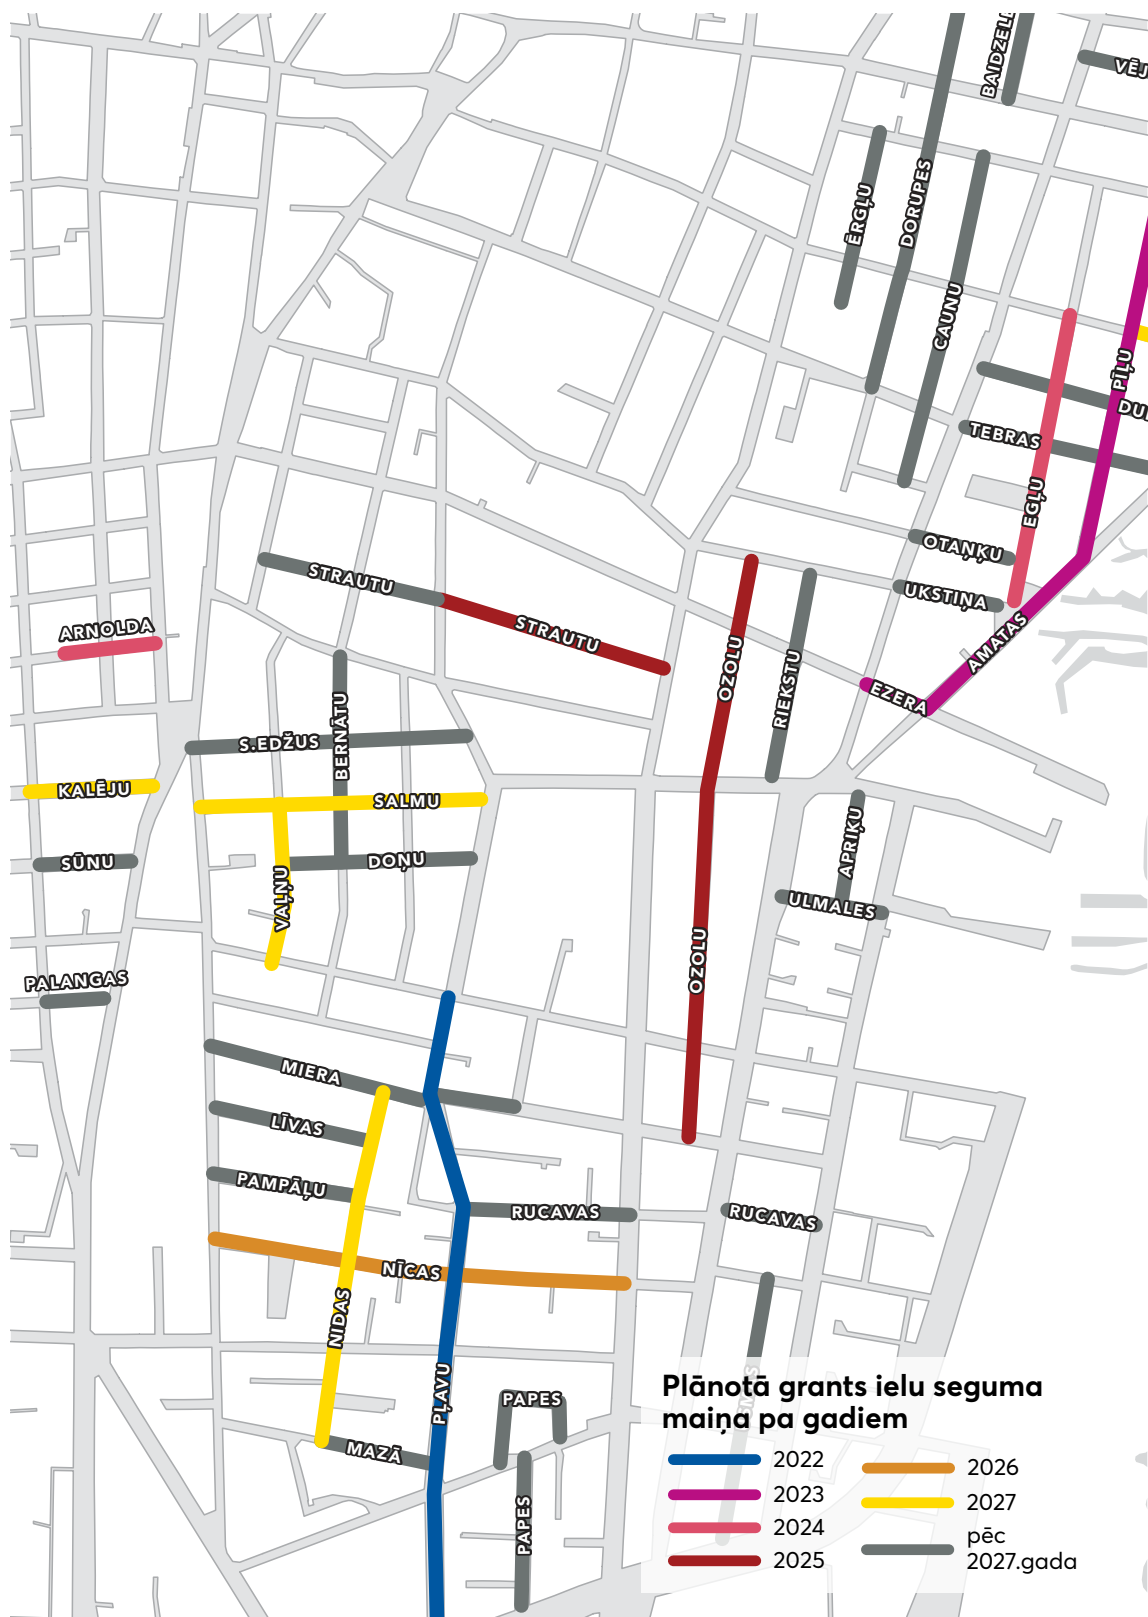 BAIDZEL
VĒJ
ĒRGĻU
DORUPES
CAUNU
PĪĻU
DU
TEBRAS
EGĻU
OTAŅĶU
STRAUTU
UKSTIŅA
ARNOLDA
STRAUTU
OZOLU
RIEKSTU
AMATAS
EZERA
S.EDŽUS
BERNĀTU
KALĒJU
SALMU
APRIĶU
SŪNU
DOŅU
VAĻŅU
ULMALES
OZOLU
PALANGAS
MIERA
LĪVAS
PAMPĀĻU
RUCAVAS
RUCAVAS
NĪCAS
NIDAS
PĻAVU
PAPES
MAZĀ
PAPES
Plānotā grants ielu seguma
maiņa pa gadiem
2022
2023
2024
2025
2026
2027
pēc
2027.gada